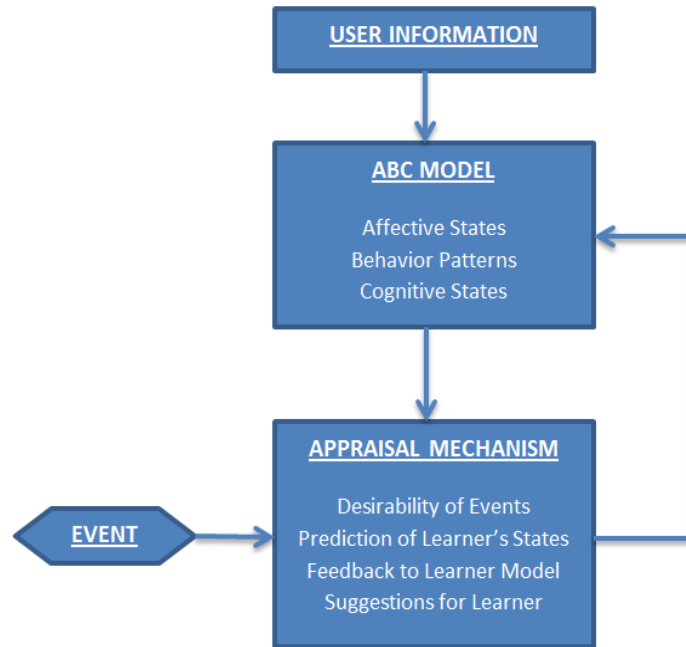 USER INFORMATION
ABC MODEL
Affective States
Behavior Patterns
Cognitive States
APPRAISAL MECHANISM
Desirability of Events
Prediction of Learner's States
Feedback to Learner Model
Suggestions for Learner
EVENT